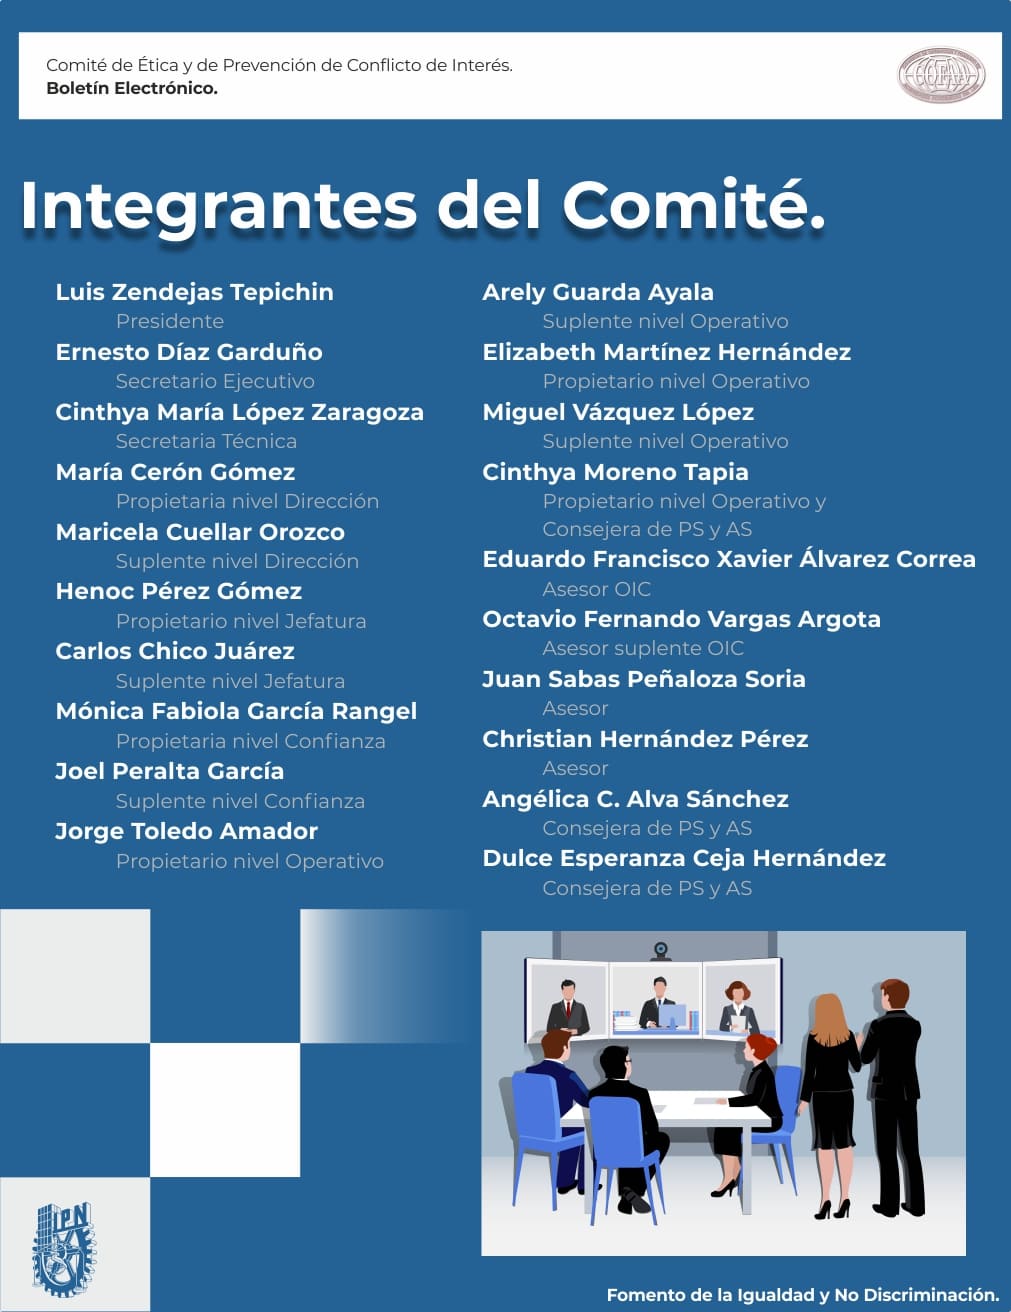 Comité de Ética y de Prevención de Conflicto de Interés.
Boletín Electrónico.
COFAA
Integrantes del Comité.
Luis Zendejas Tepichin
Presidente
Ernesto Díaz Garduño
Secretario Ejecutivo
Cinthya María López Zaragoza
Secretaria Técnica
María Cerón Gómez
Propietaria nivel Dirección
Maricela Cuellar Orozco
Suplente nivel Dirección
Henoc Pérez Gómez
Propietario nivel Jefatura
Carlos Chico Juárez
Suplente nivel Jefatura
Mónica Fabiola García Rangel
Propietaria nivel Confianza
Joel Peralta García
Suplente nivel Confianza
Jorge Toledo Amador
Propietario nivel Operativo
Arely Guarda Ayala
Suplente nivel Operativo
Elizabeth Martínez Hernández
Propietario nivel Operativo
Miguel Vázquez López
Suplente nivel Operativo
Cinthya Moreno Tapia
Propietario nivel Operativo y
Consejera de PS y AS
Eduardo Francisco Xavier Álvarez Correa
Asesor OIC
Octavio Fernando Vargas Argota
Asesor suplente OIC
Juan Sabas Peñaloza Soria
Asesor
Christian Hernández Pérez
Asesor
Angélica C. Alva Sánchez
Consejera de PS y AS
Dulce Esperanza Ceja Hernández
Consejera de PS y AS
IPN
Fomento de la Igualdad y No Discriminación.